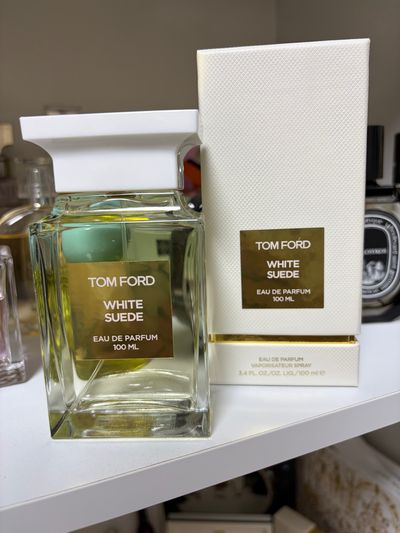 TOM FORD
WHITE
SUEDE
EAU DE PARFUM
100 ML
TOM FORD
WHITE
SUEDE
EAU DE PARFUM
100 ML
EAU DE PARFUM
VAPORISATEUR SPRAY
3.4 FL.OZ./OZ. LIQ./100 ml ℮